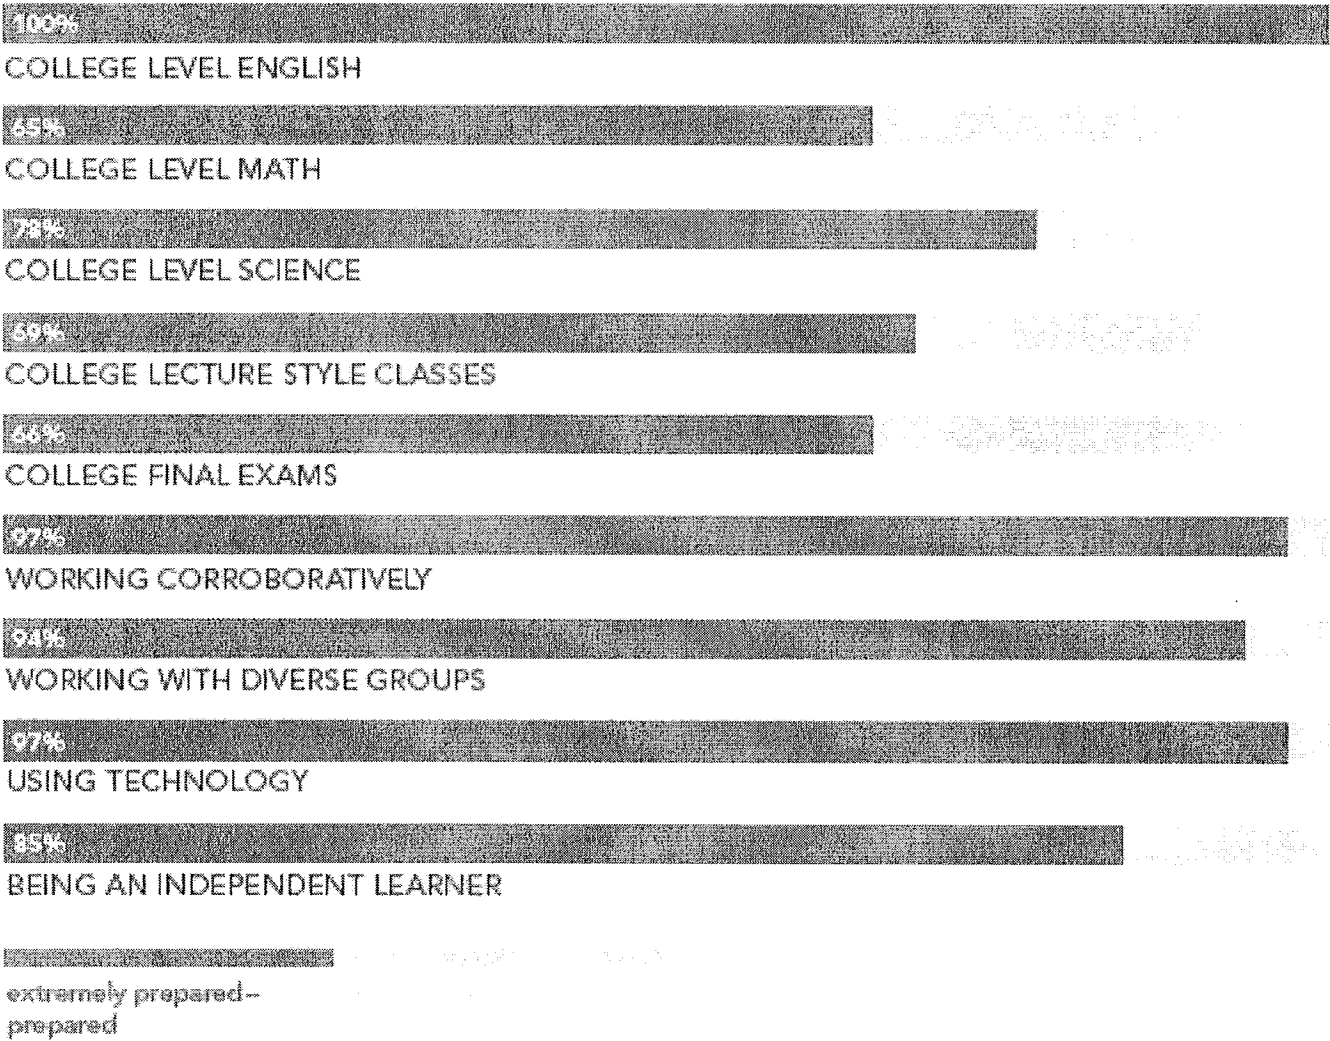 100%
COLLEGE LEVEL ENGLISH
65%
COLLEGE LEVEL MATH
78%
COLLEGE LEVEL SCIENCE
69%
COLLEGE LECTURE STYLE CLASSES
66%
COLLEGE FINAL EXAMS
97%
WORKING CORROBORATIVELY
94%
WORKING WITH DIVERSE GROUPS
97%
USING TECHNOLOGY
85%
BEING AN INDEPENDENT LEARNER
extremely prepared–
prepared